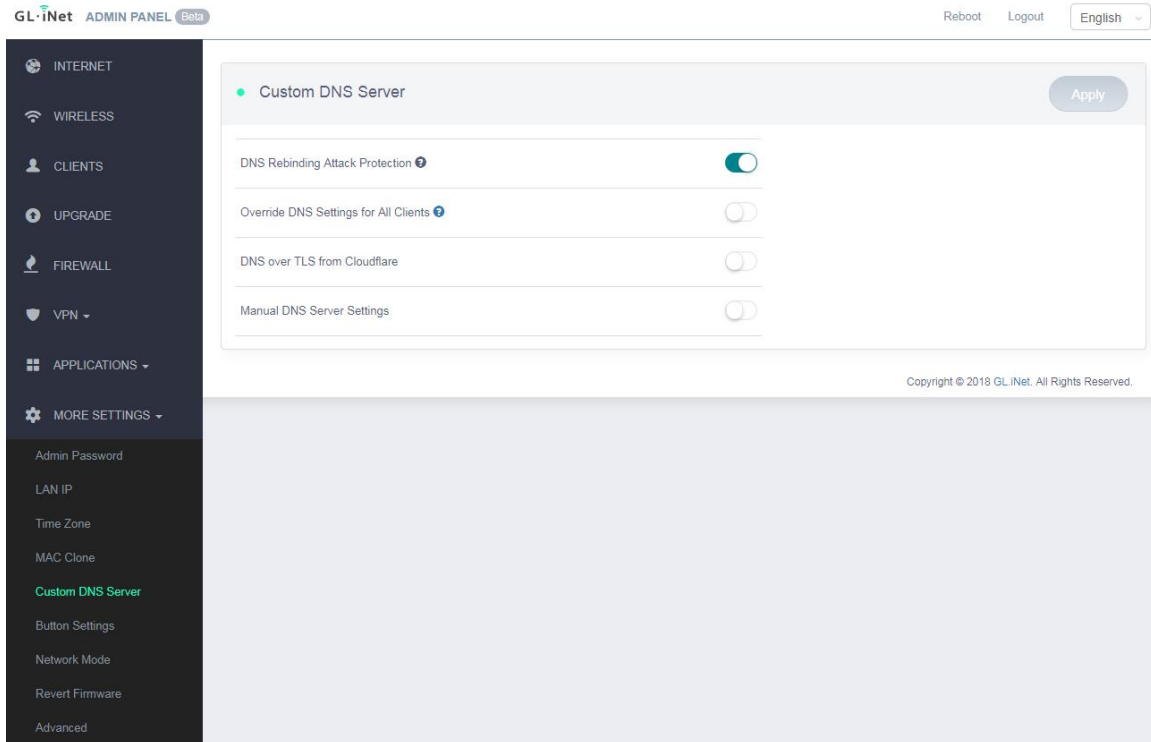 GL·iNet ADMIN PANEL Beta
Reboot Logout English
INTERNET
WIRELESS
CLIENTS
UPGRADE
FIREWALL
VPN
APPLICATIONS
MORE SETTINGS
Admin Password
LAN IP
Time Zone
MAC Clone
Custom DNS Server
Button Settings
Network Mode
Revert Firmware
Advanced
Custom DNS Server
Apply
DNS Rebinding Attack Protection ?
Override DNS Settings for All Clients ?
DNS over TLS from Cloudflare
Manual DNS Server Settings
Copyright © 2018 GL.iNet. All Rights Reserved.